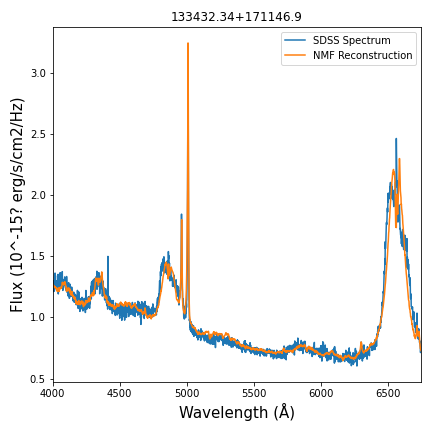 133432.34+171146.9
SDSS Spectrum
NMF Reconstruction
Flux (10^-15? erg/s/cm2/Hz)
3.0
2.5
2.0
1.5
1.0
0.5
4000 4500 5000 5500 6000 6500
Wavelength (Å)